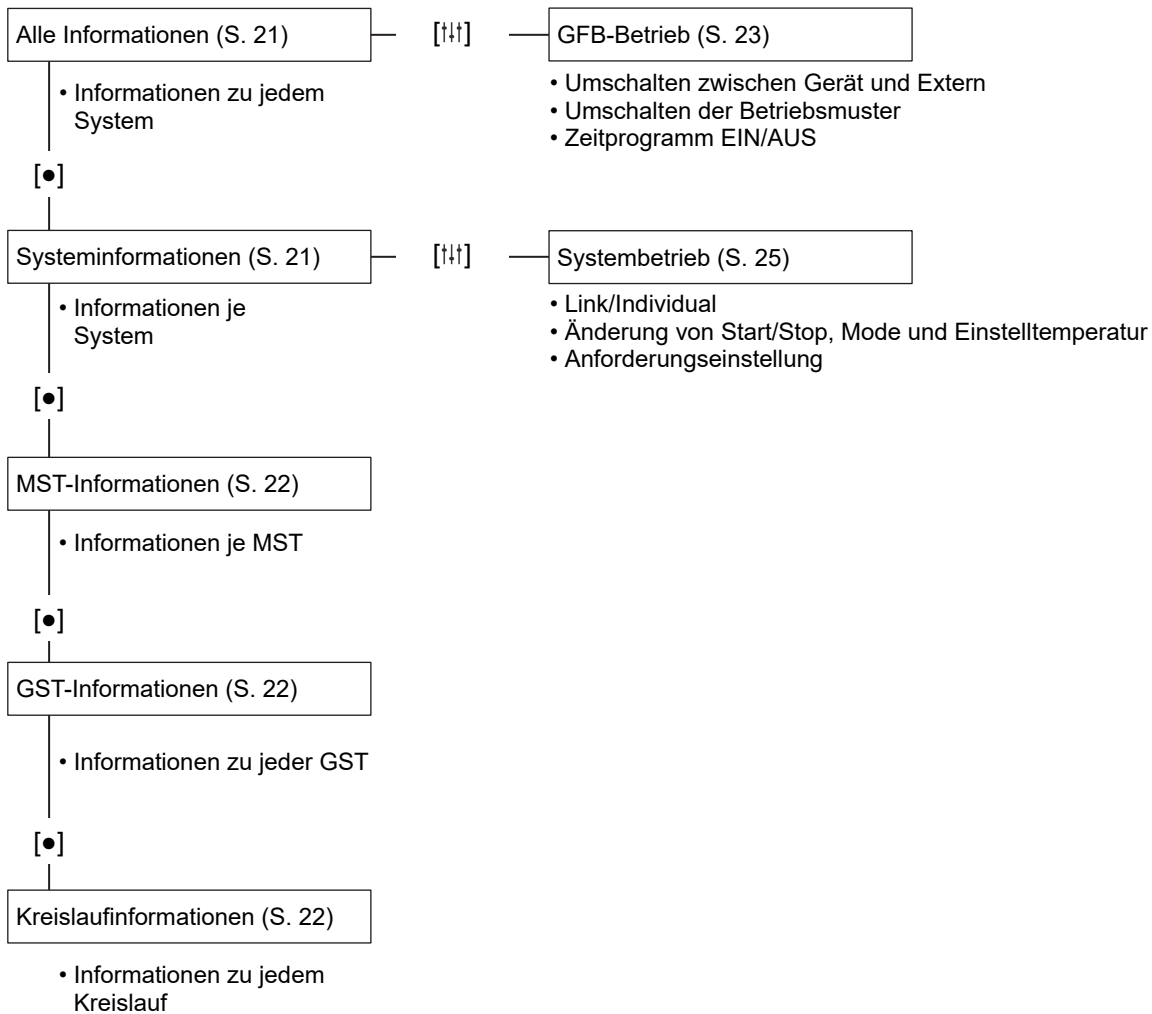 Alle Informationen (S. 21)
[●]
GFB-Betrieb (S. 23)
• Informationen zu jedem
System
• Umschalten zwischen Gerät und Extern
• Umschalten der Betriebsmuster
• Zeitprogramm EIN/AUS
[●]
Systeminformationen (S. 21)
Systembetrieb (S. 25)
• Informationen je
System
• Link/Individual
• Änderung von Start/Stop, Mode und Einstelltemperatur
• Anforderungseinstellung
[●]
MST-Informationen (S. 22)
• Informationen je MST
[●]
GST-Informationen (S. 22)
• Informationen zu jeder GST
[●]
Kreislaufinformationen (S. 22)
• Informationen zu jedem
Kreislauf